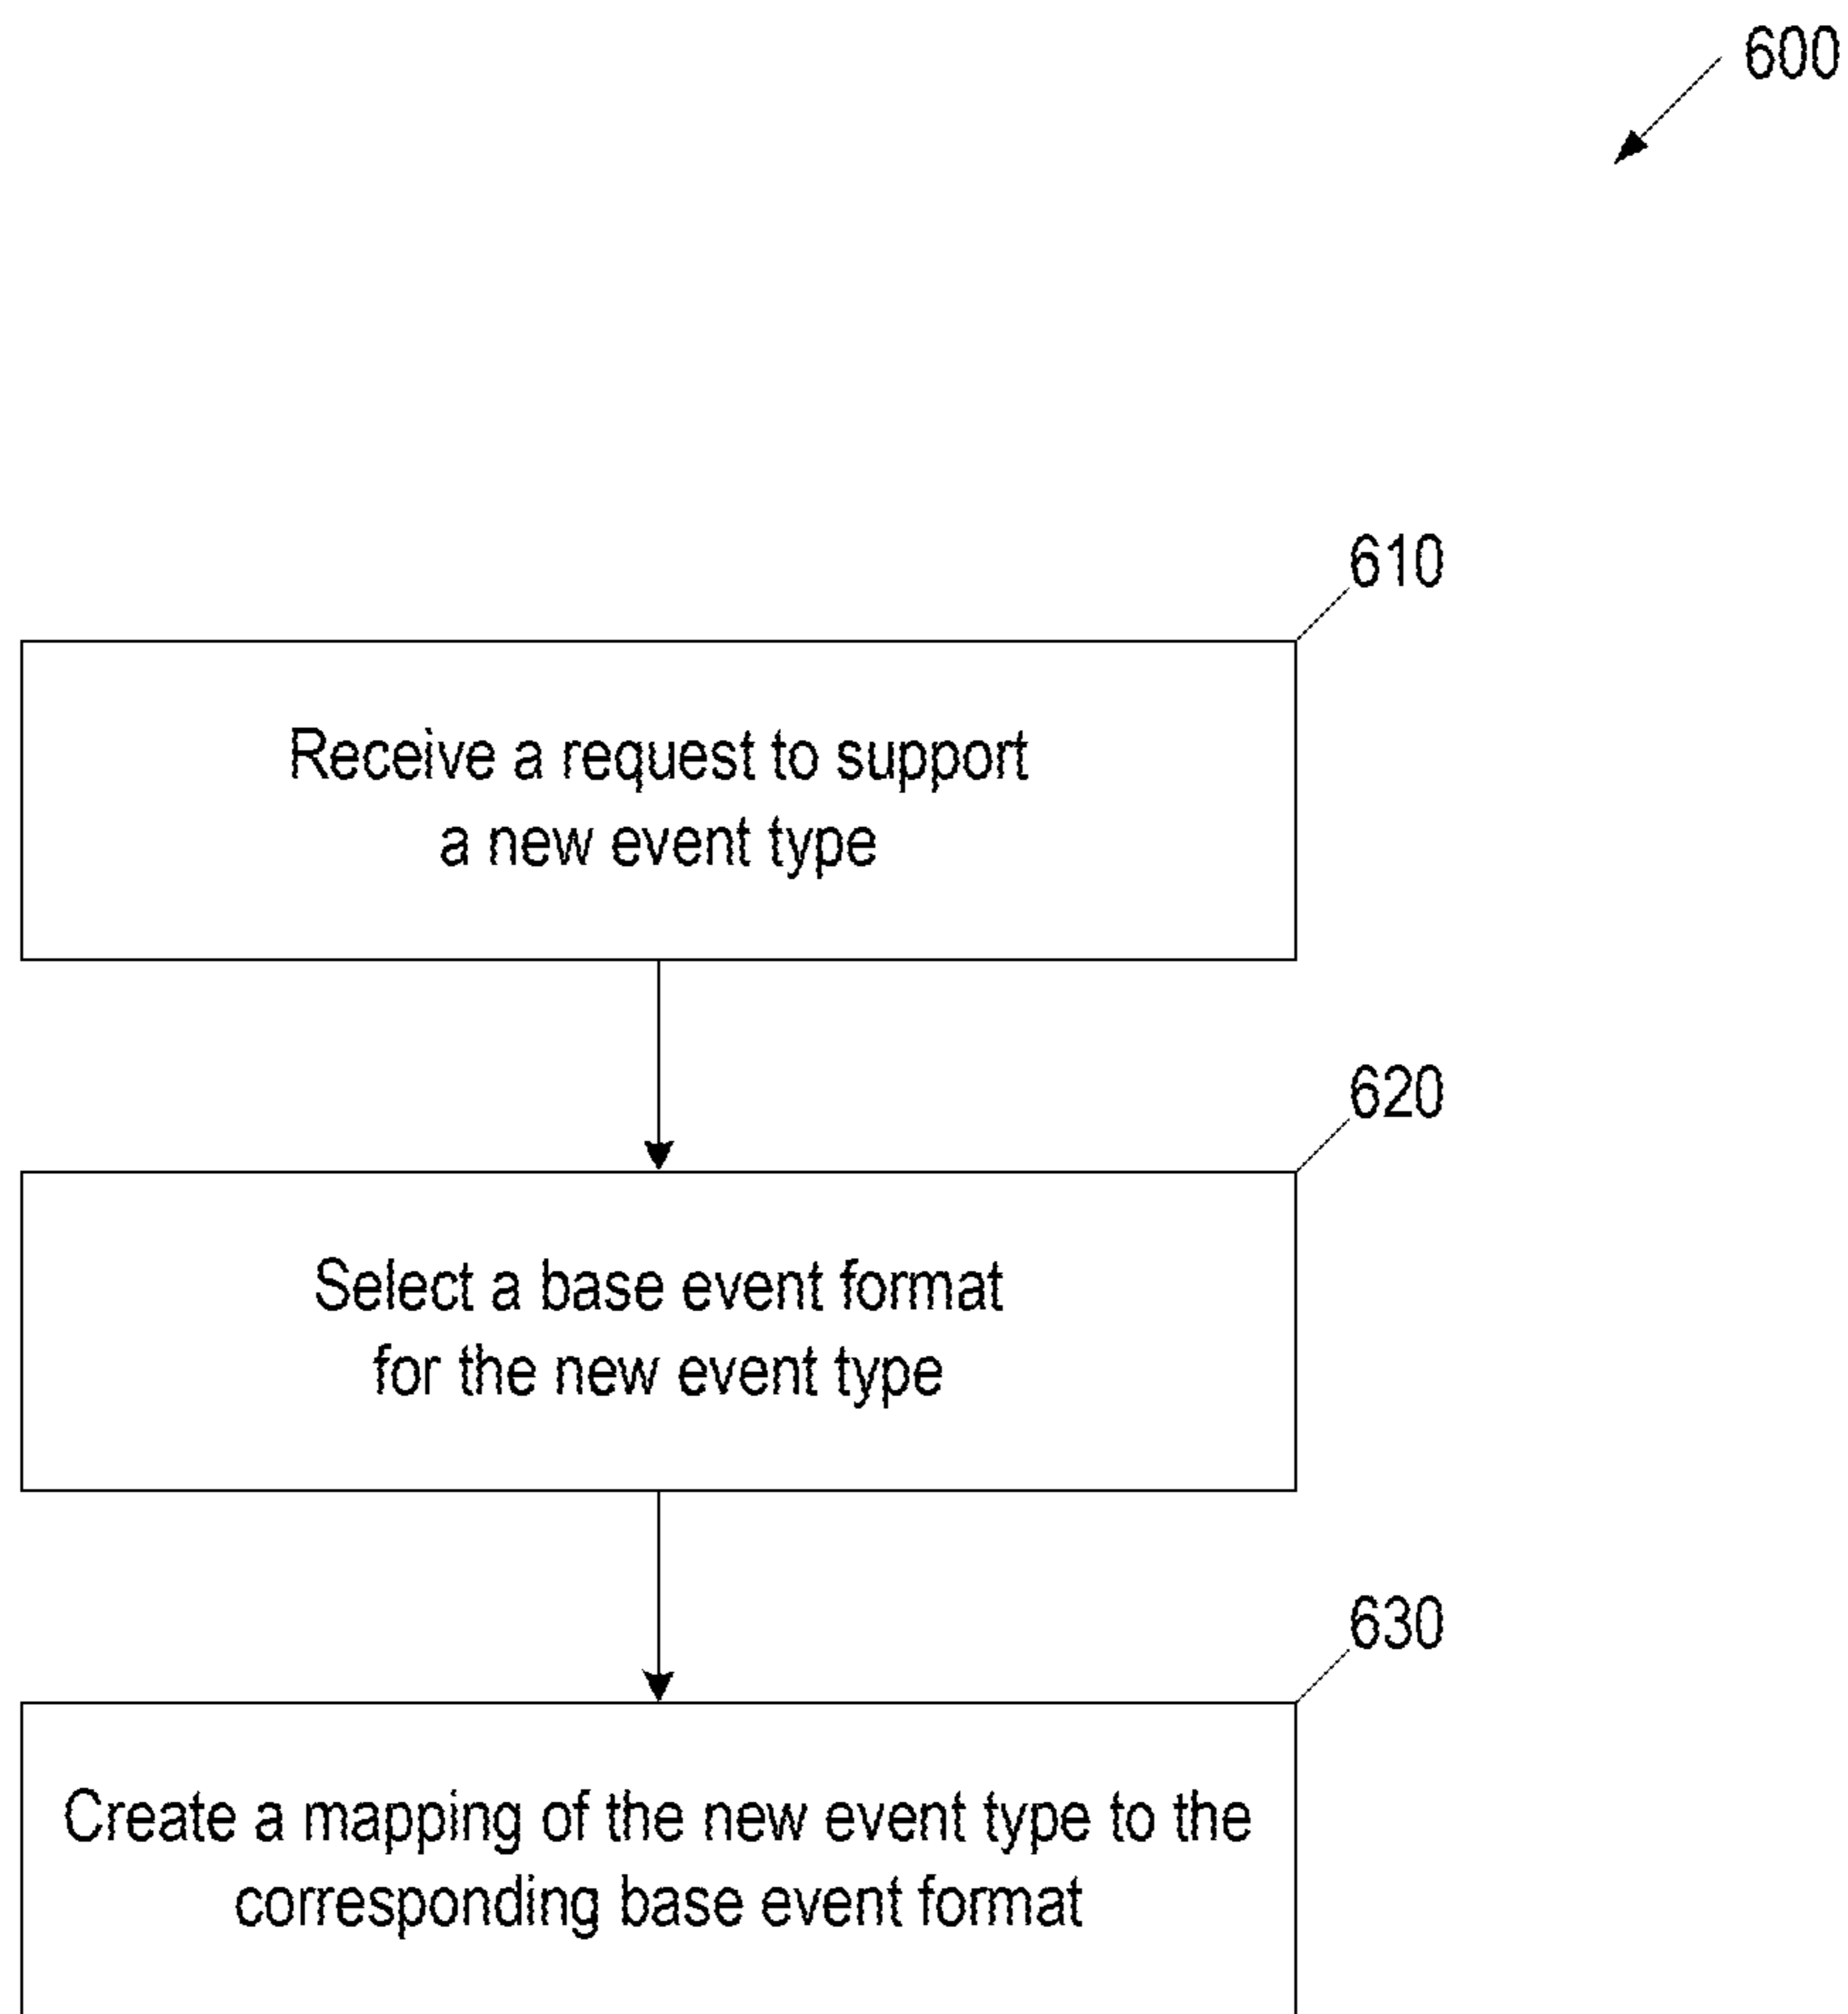 600
610
Receive a request to support
a new event type
620
Select a base event format
for the new event type
630
Create a mapping of the new event type to the
corresponding base event format